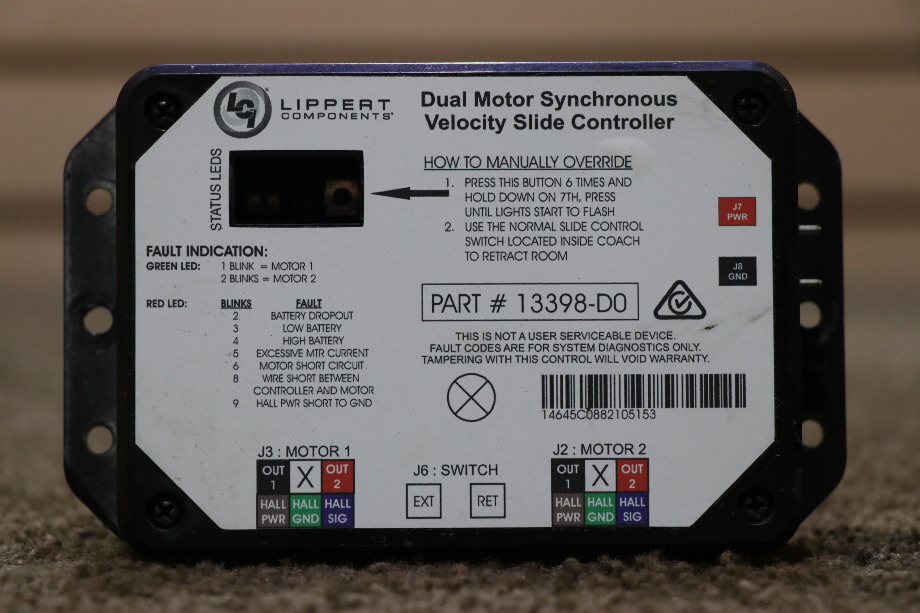 LCI
LIPPERT
COMPONENTS'
Dual Motor Synchronous
Velocity Slide Controller
STATUS LEDS
HOW TO MANUALLY OVERRIDE
1. PRESS THIS BUTTON 6 TIMES AND
HOLD DOWN ON 7TH, PRESS
UNTIL LIGHTS START TO FLASH
2. USE THE NORMAL SLIDE CONTROL
SWITCH LOCATED INSIDE COACH
TO RETRACT ROOM
J7
PWR
J8
GND
FAULT INDICATION:
GREEN LED: 1 BLINK = MOTOR 1
2 BLINKS = MOTOR 2
RED LED: BLINKS FAULT
2 BATTERY DROPOUT
3 LOW BATTERY
4 HIGH BATTERY
5 EXCESSIVE MTR CURRENT
6 MOTOR SHORT CIRCUIT
8 WIRE SHORT BETWEEN
CONTROLLER AND MOTOR
9 HALL PWR SHORT TO GND
PART # 13398-D0
THIS IS NOT A USER SERVICEABLE DEVICE.
FAULT CODES ARE FOR SYSTEM DIAGNOSTICS ONLY.
TAMPERING WITH THIS CONTROL WILL VOID WARRANTY.
14645C0882105153
J3 : MOTOR 1
OUT 1 X OUT 2
HALL PWR HALL GND HALL SIG
J6 : SWITCH
EXT RET
J2 : MOTOR 2
OUT 1 X OUT 2
HALL PWR HALL GND HALL SIG